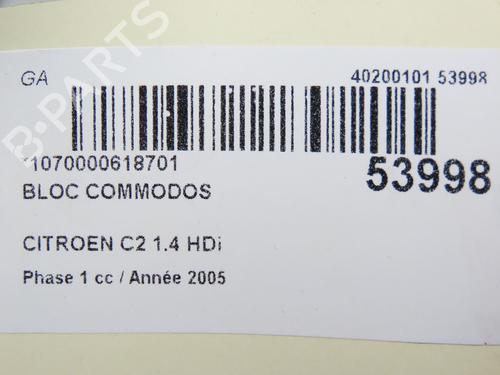 GA
40200101 53998
*1070000618701
53998
BLOC COMMODOS
CITROEN C2 1.4 HDi
Phase 1 cc / Année 2005
B-PARTS